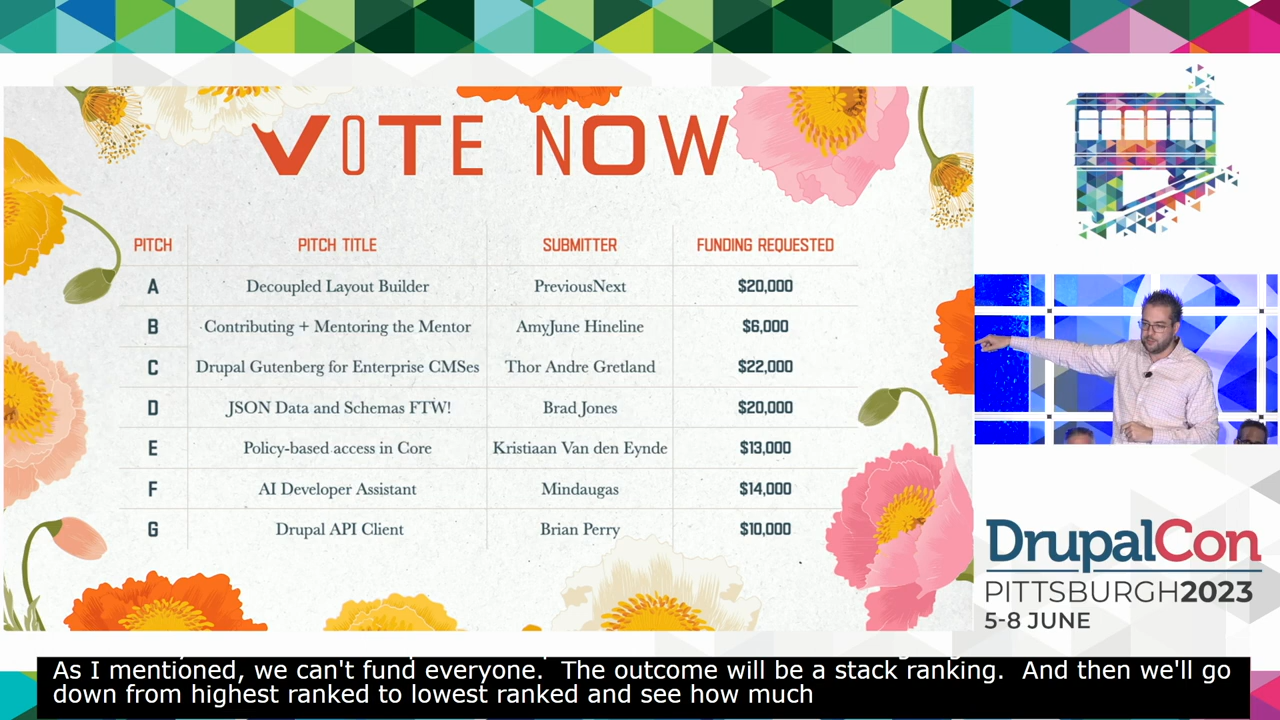 VOTE NOW
PITCH PITCH TITLE SUBMITTER FUNDING REQUESTED
A Decoupled Layout Builder PreviousNext $20,000
B Contributing + Mentoring the Mentor AmyJune Hineline $6,000
C Drupal Gutenberg for Enterprise CMSes Thor Andre Gretland $22,000
D JSON Data and Schemas FTW! Brad Jones $20,000
E Policy-based access in Core Kristiaan Van den Eynde $13,000
F AI Developer Assistant Mindaugas $14,000
G Drupal API Client Brian Perry $10,000
DrupalCon
PITTSBURGH2023
5-8 JUNE
As I mentioned, we can't fund everyone.  The outcome will be a stack ranking.  And then we'll go
down from highest ranked to lowest ranked and see how much